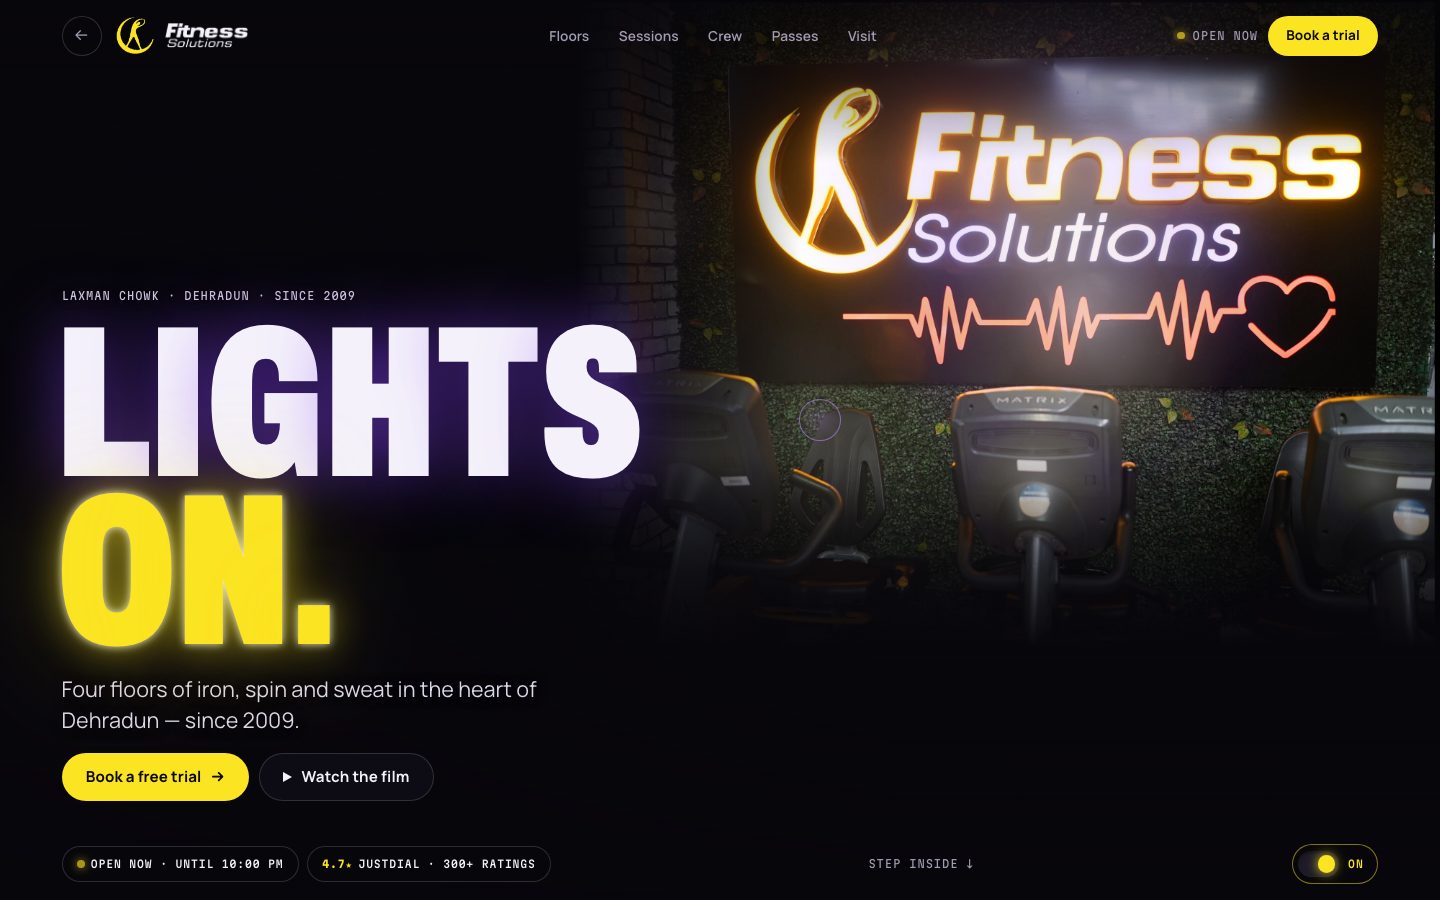 Fitness
Solutions
Floors
Sessions
Crew
Passes
Visit
OPEN NOW
Book a trial
Fitness
Solutions
LAXMAN CHOWK · DEHRADUN · SINCE 2009
LIGHTS
ON.
MATRIX
MATRIX
MATRIX
Four floors of iron, spin and sweat in the heart of
Dehradun — since 2009.
Book a free trial →
▶ Watch the film
OPEN NOW · UNTIL 10:00 PM
4.7★ JUSTDIAL · 300+ RATINGS
STEP INSIDE ↓
ON